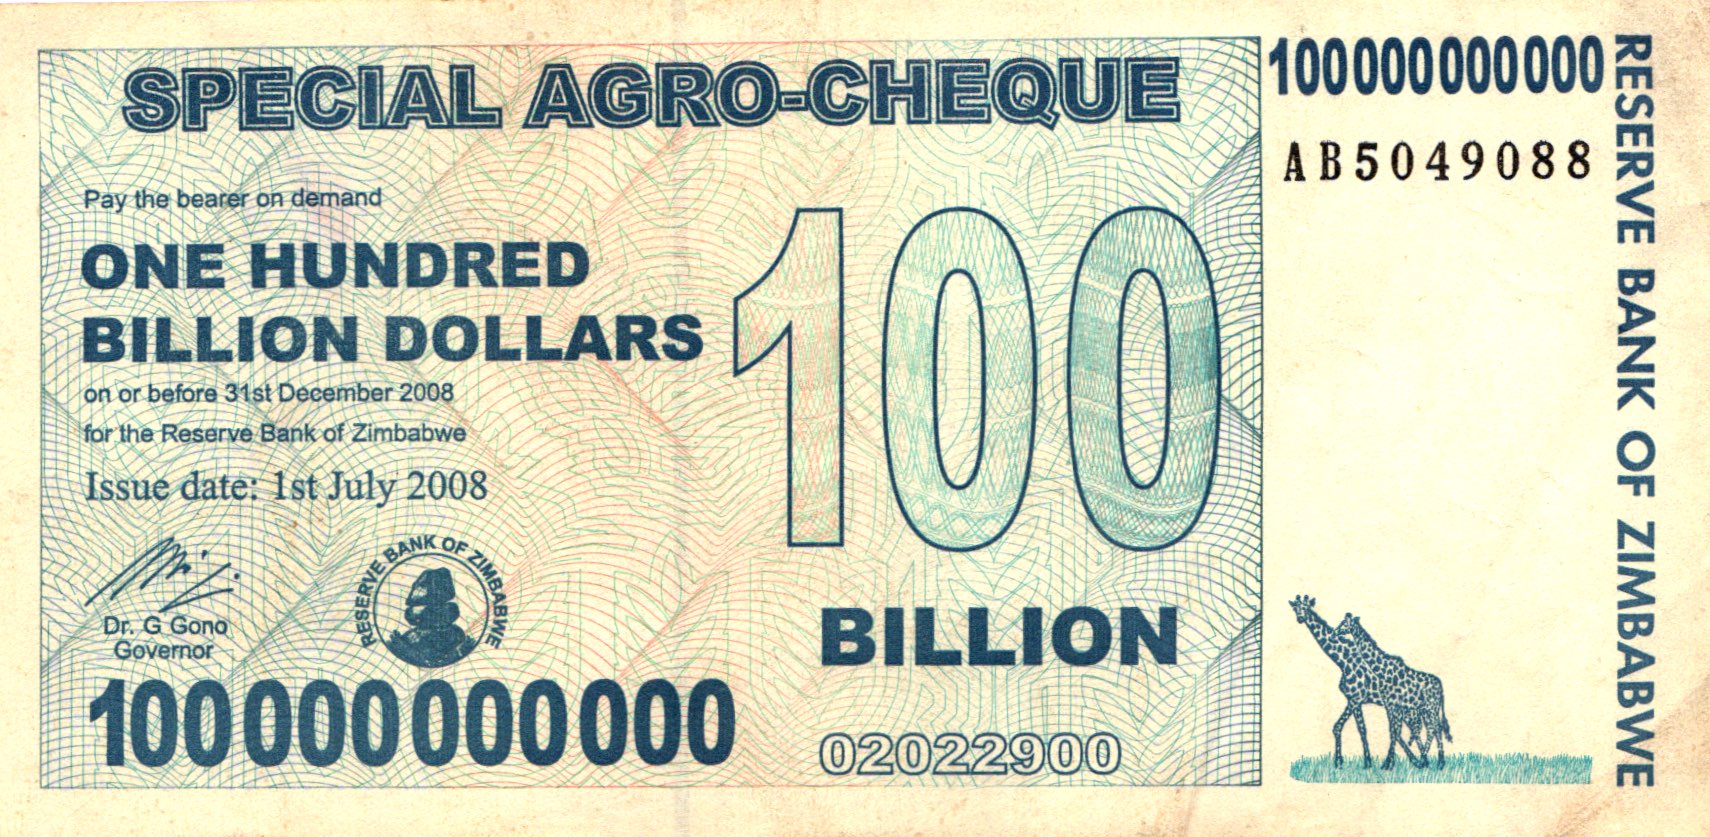 SPECIAL AGRO-CHEQUE
100000000000
AB5049088
RESERVE BANK OF ZIMBABWE
Pay the bearer on demand
ONE HUNDRED
BILLION DOLLARS
on or before 31st December 2008
for the Reserve Bank of Zimbabwe
Issue date: 1st July 2008
100
BILLION
RESERVE BANK OF ZIMBABWE
Dr. G Gono
Governor
100000000000
02022900